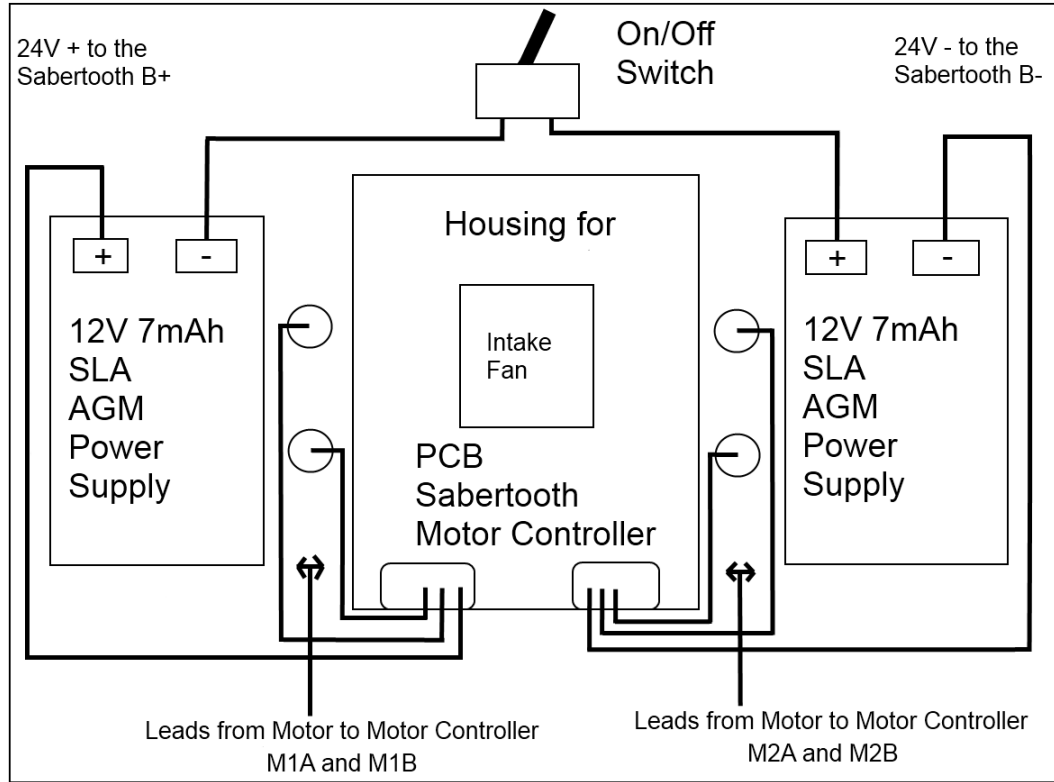 24V + to the
Sabertooth B+
On/Off
Switch
24V - to the
Sabertooth B-
+
-
Housing for
+
-
12V 7mAh
SLA
AGM
Power
Supply
Intake
Fan
12V 7mAh
SLA
AGM
Power
Supply
PCB
Sabertooth
Motor Controller
Leads from Motor to Motor Controller
M1A and M1B
Leads from Motor to Motor Controller
M2A and M2B